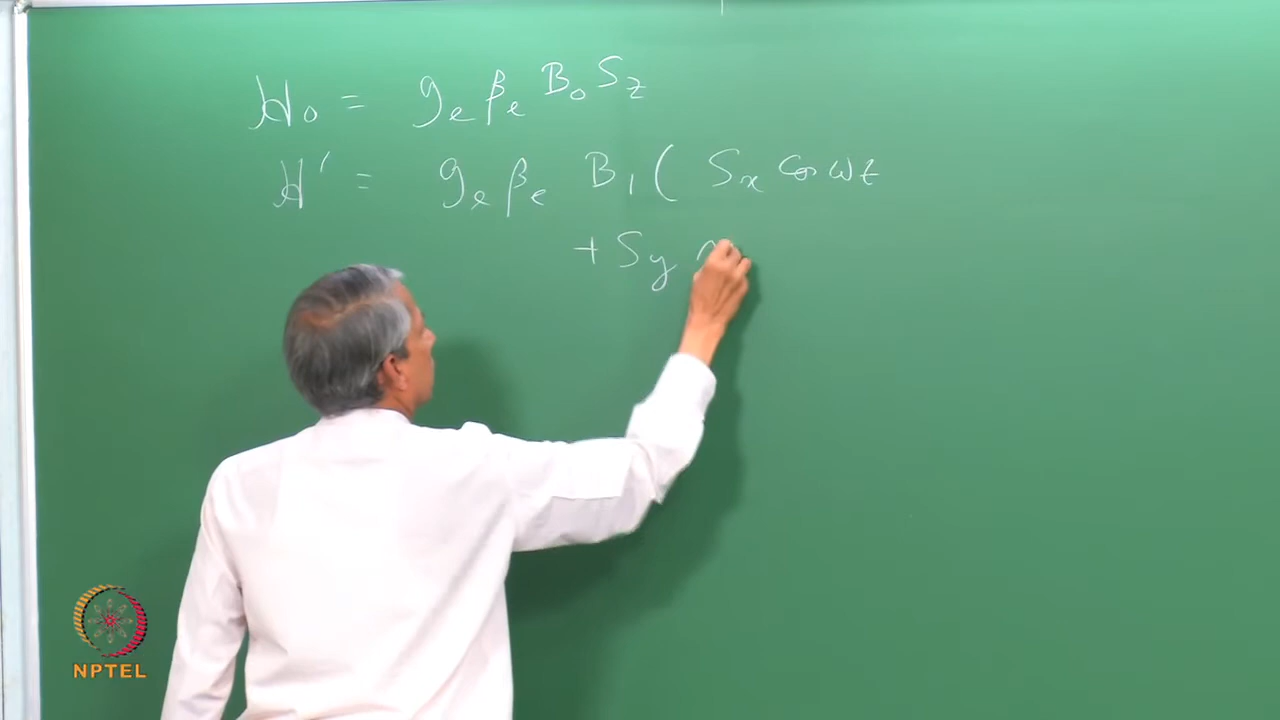 H₀ = gₑ βₑ B₀ S_z
H′ = gₑ βₑ B₁ ( Sₓ cos ωt
+ S_y
NPTEL